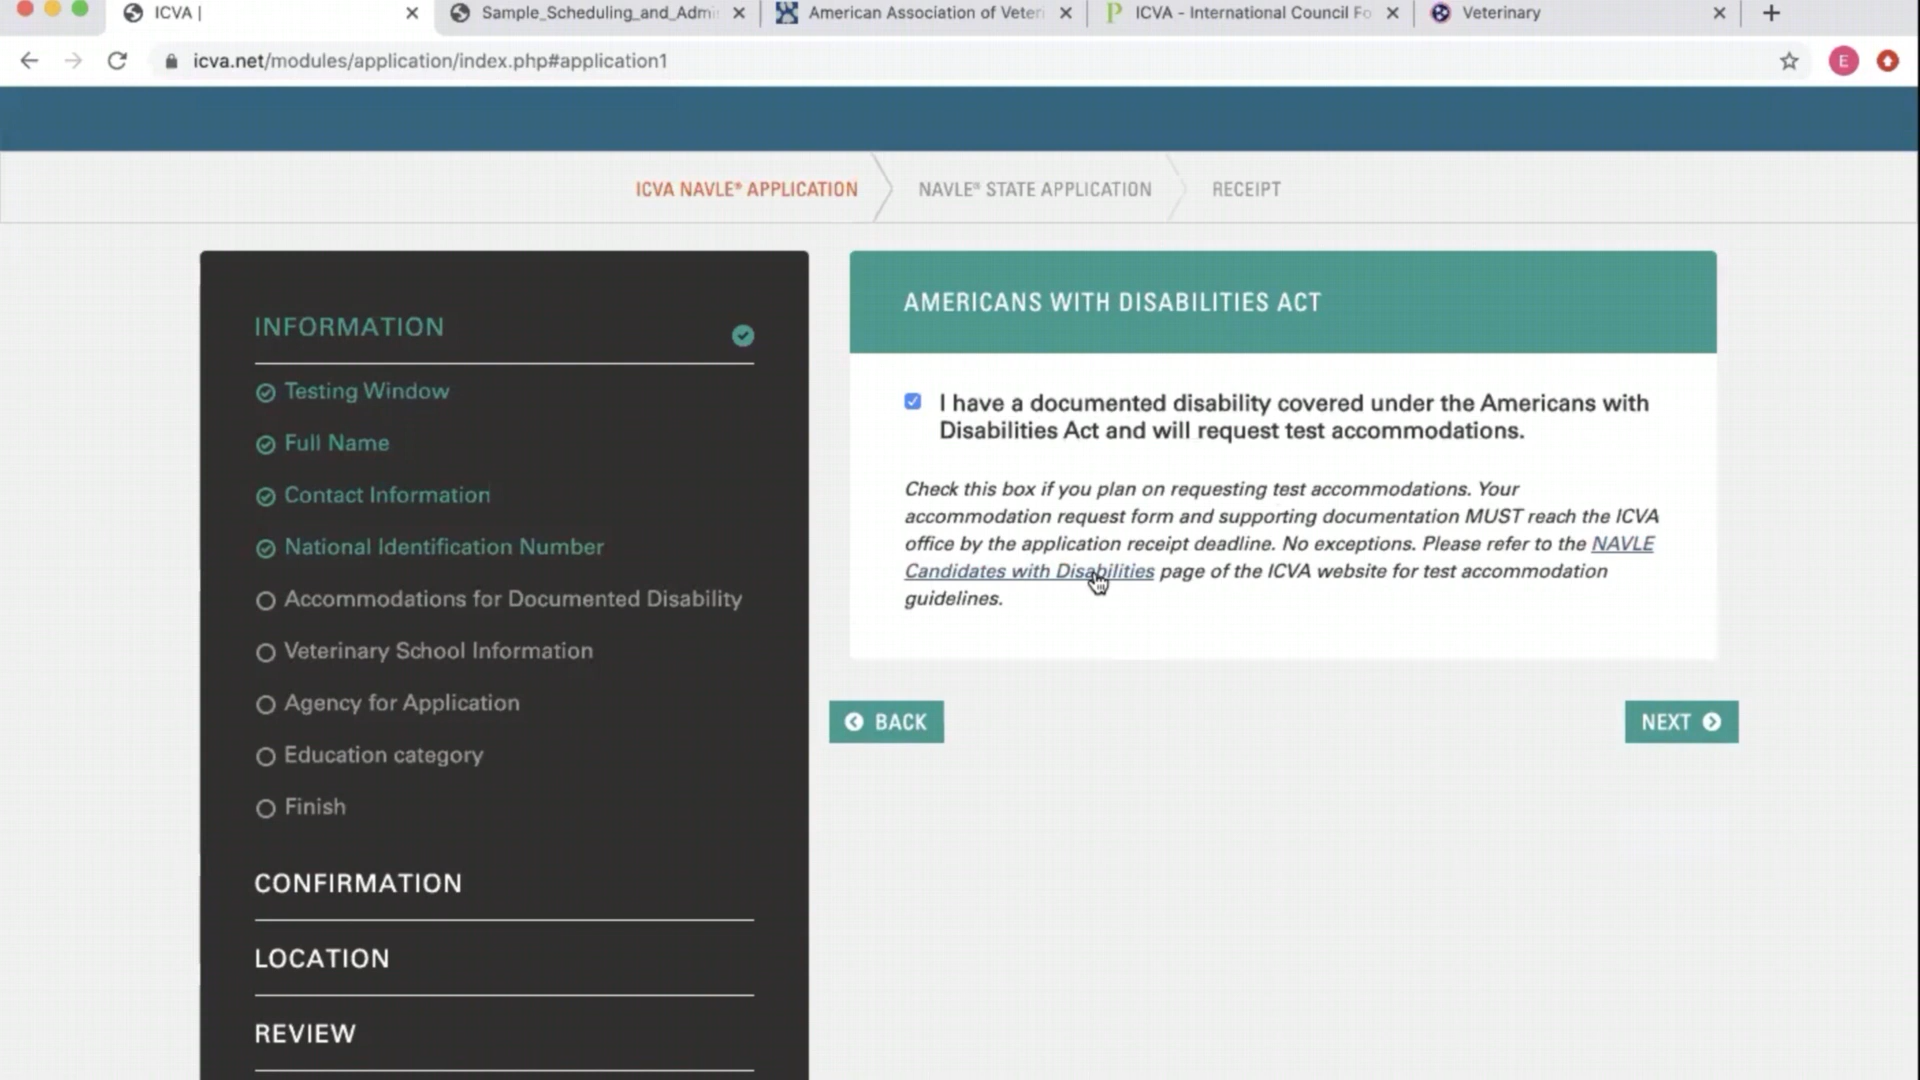 ICVA |
Sample_Scheduling_and_Admi
American Association of Veteri
ICVA - International Council Fo
Veterinary
icva.net/modules/application/index.php#application1
E
ICVA NAVLE® APPLICATION
NAVLE® STATE APPLICATION
RECEIPT
INFORMATION
Testing Window
Full Name
Contact Information
National Identification Number
Accommodations for Documented Disability
Veterinary School Information
Agency for Application
Education category
Finish
CONFIRMATION
LOCATION
REVIEW
AMERICANS WITH DISABILITIES ACT
I have a documented disability covered under the Americans with
Disabilities Act and will request test accommodations.
Check this box if you plan on requesting test accommodations. Your
accommodation request form and supporting documentation MUST reach the ICVA
office by the application receipt deadline. No exceptions. Please refer to the NAVLE
Candidates with Disabilities page of the ICVA website for test accommodation
guidelines.
BACK
NEXT